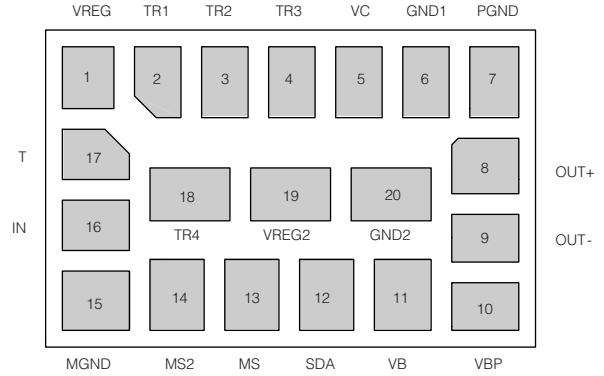 VREG TR1 TR2 TR3 VC GND1 PGND
1 2 3 4 5 6 7
T 17 8 OUT+
18 19 20
IN 16 TR4 VREG2 GND2 9 OUT-
15 14 13 12 11 10
MGND MS2 MS SDA VB VBP